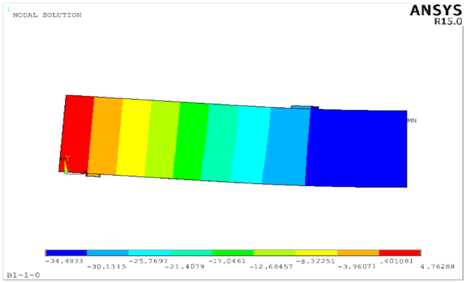 1
ANSYS
R15.0
NODAL SOLUTION
MN
Y
-34.4933 -25.7697 -17.0461 -8.32251 .401081
-30.1315 -21.4079 -12.68457 -3.96071 4.76288
B1-1-0